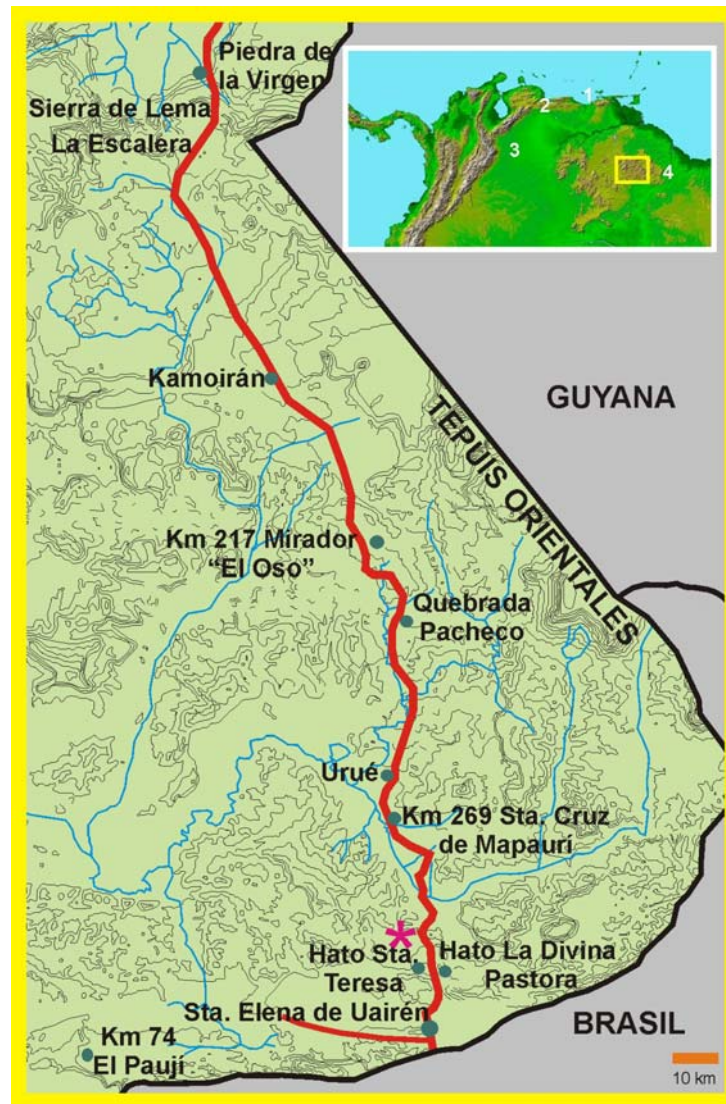 Piedra de
la Virgen
Sierra de Lema
La Escalera
1
2
3
4
Kamoirán
GUYANA
TEPUIS ORIENTALES
Km 217 Mirador
“El Oso”
Quebrada
Pacheco
Urué
Km 269 Sta. Cruz
de Mapaurí
*
Hato Sta.
Teresa
Hato La Divina
Pastora
Sta. Elena de Uairén
BRASIL
Km 74
El Paují
10 km